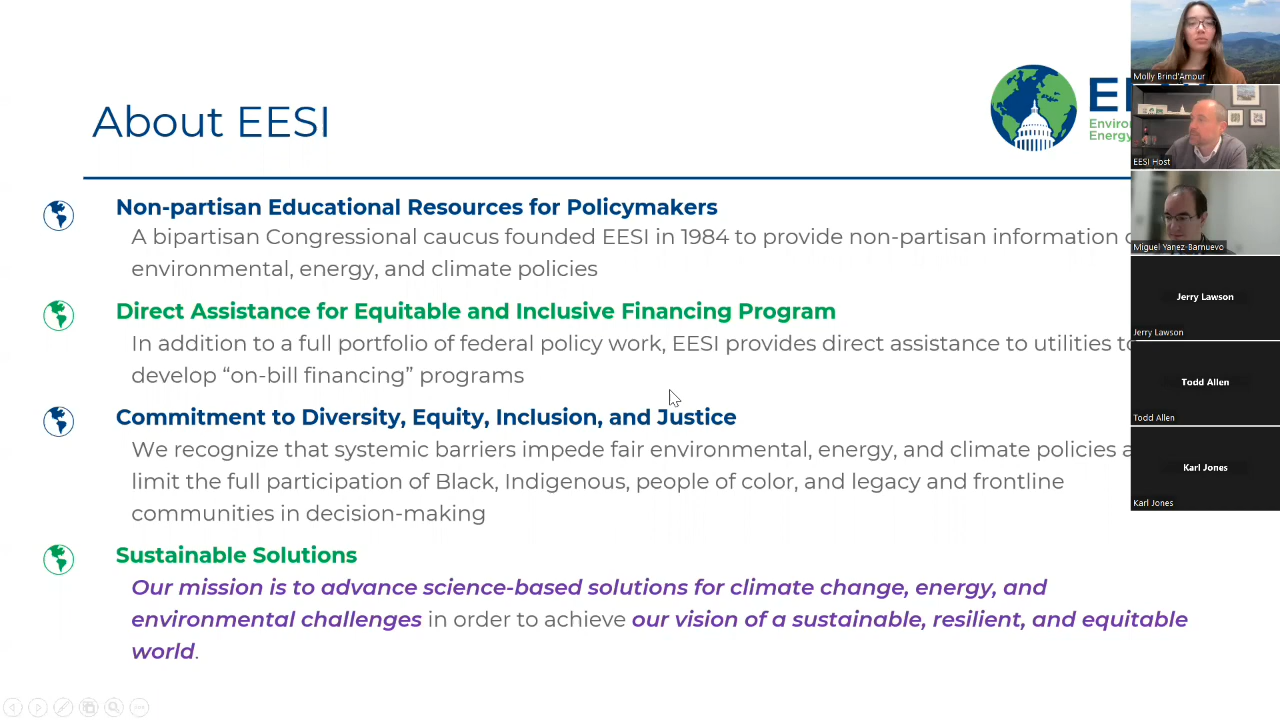 About EESI
Environ
Energy
Non-partisan Educational Resources for Policymakers
A bipartisan Congressional caucus founded EESI in 1984 to provide non-partisan information
environmental, energy, and climate policies
Direct Assistance for Equitable and Inclusive Financing Program
In addition to a full portfolio of federal policy work, EESI provides direct assistance to utilities to
develop “on-bill financing” programs
Commitment to Diversity, Equity, Inclusion, and Justice
We recognize that systemic barriers impede fair environmental, energy, and climate policies
limit the full participation of Black, Indigenous, people of color, and legacy and frontline
communities in decision-making
Sustainable Solutions
Our mission is to advance science-based solutions for climate change, energy, and
environmental challenges in order to achieve our vision of a sustainable, resilient, and equitable
world.
Molly Brind'Amour
EESI Host
Miguel Yanez-Barnuevo
Jerry Lawson
Jerry Lawson
Todd Allen
Todd Allen
Karl Jones
Karl Jones